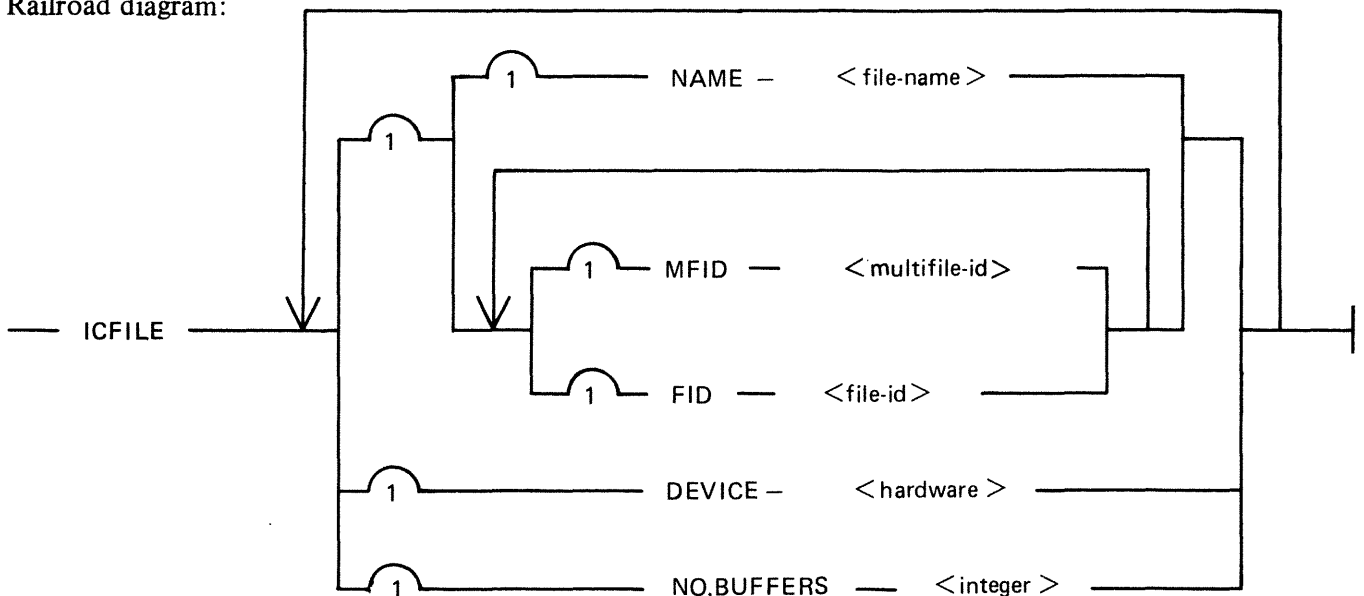 Railroad diagram:
1 NAME – <file-name>
1
1 MFID — <multifile-id>
ICFILE
1 FID — <file-id>
1 DEVICE – <hardware>
1 NO.BUFFERS — <integer>